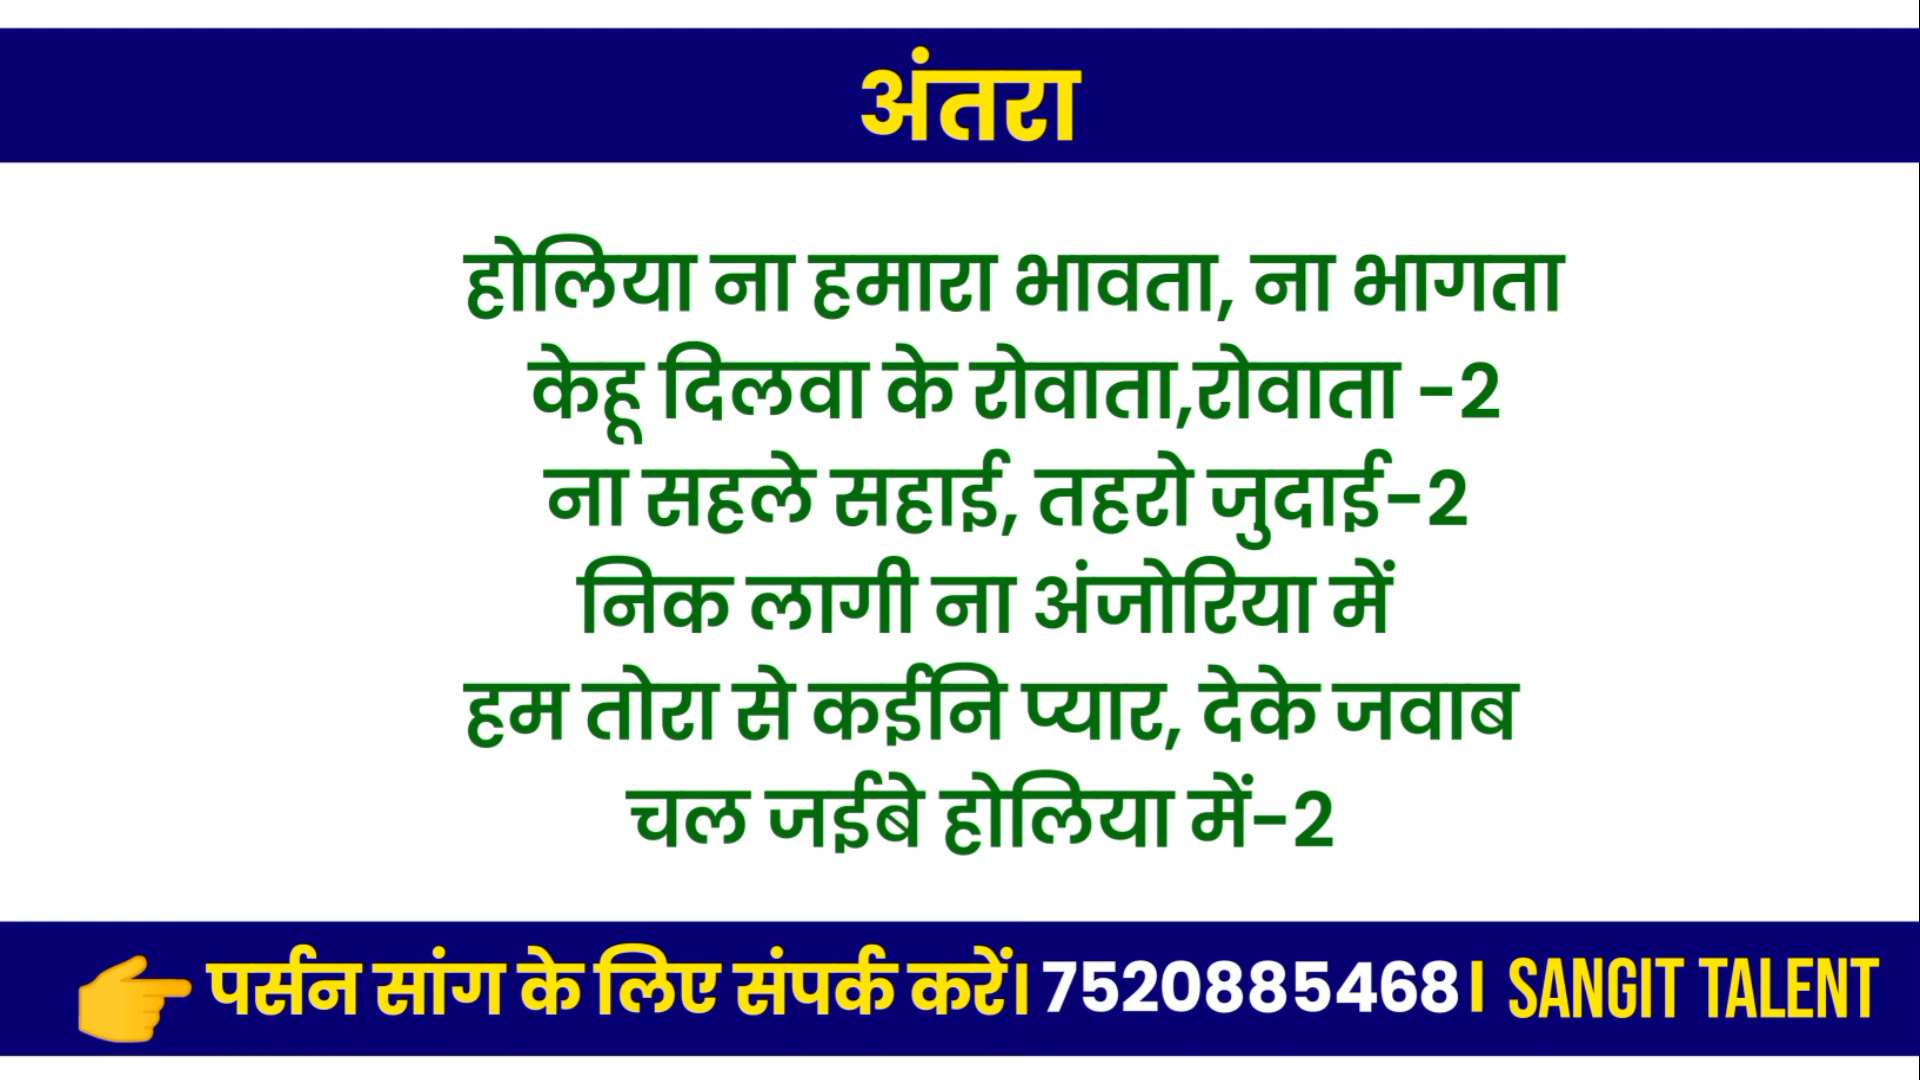 अंतरा
होलिया ना हमारा भावता, ना भागता
केहू दिलवा के रोवाता,रोवाता -2
ना सहले सहाई, तहरो जुदाई-2
निक लागी ना अंजोरिया में
हम तोरा से कईनि प्यार, देके जवाब
चल जईबे होलिया में-2
👉 पर्सन सांग के लिए संपर्क करें। 7520885468। SANGIT TALENT